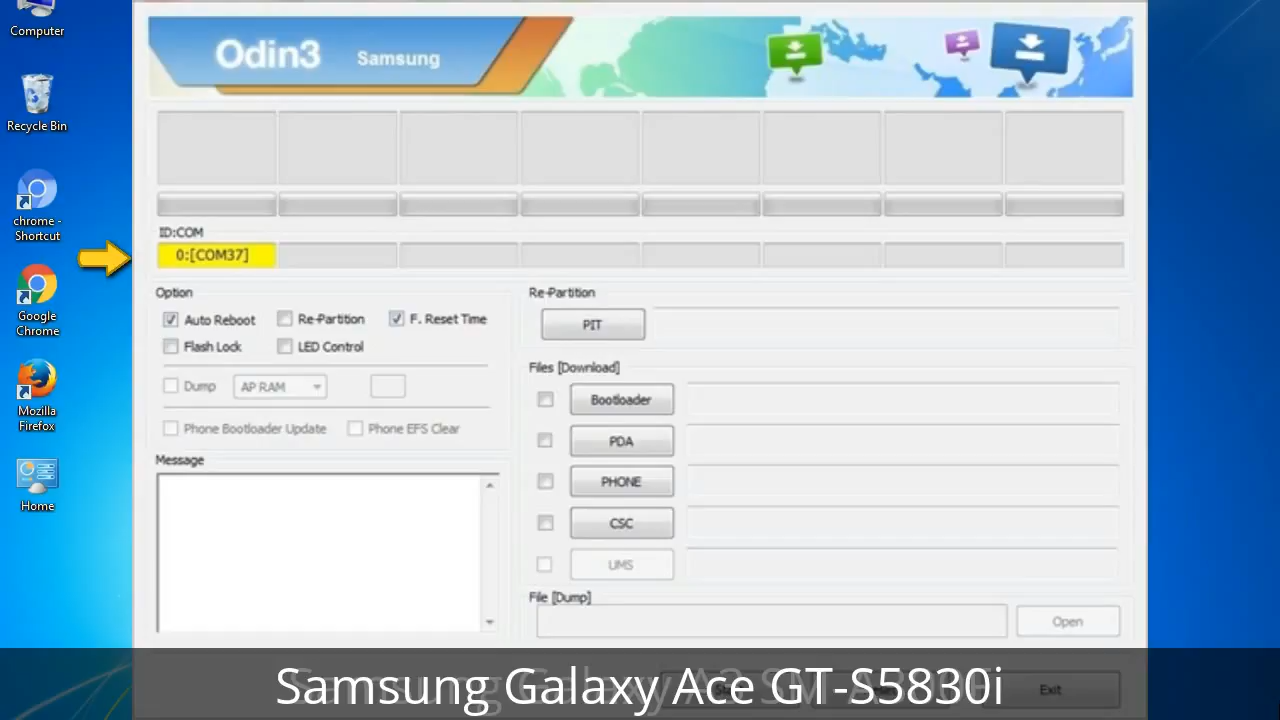 Computer
Recycle Bin
chrome -
Shortcut
Google
Chrome
Mozilla
Firefox
Home
Odin3 Samsung
ID:COM
0:[COM37]
Option
Auto Reboot Re-Partition F. Reset Time
Flash Lock LED Control
Dump AP RAM
Phone Bootloader Update Phone EFS Clear
Message
Re-Partition
PIT
Files [Download]
Bootloader
PDA
PHONE
CSC
UMS
File [Dump]
Open
Exit
Samsung Galaxy Ace GT-S5830i